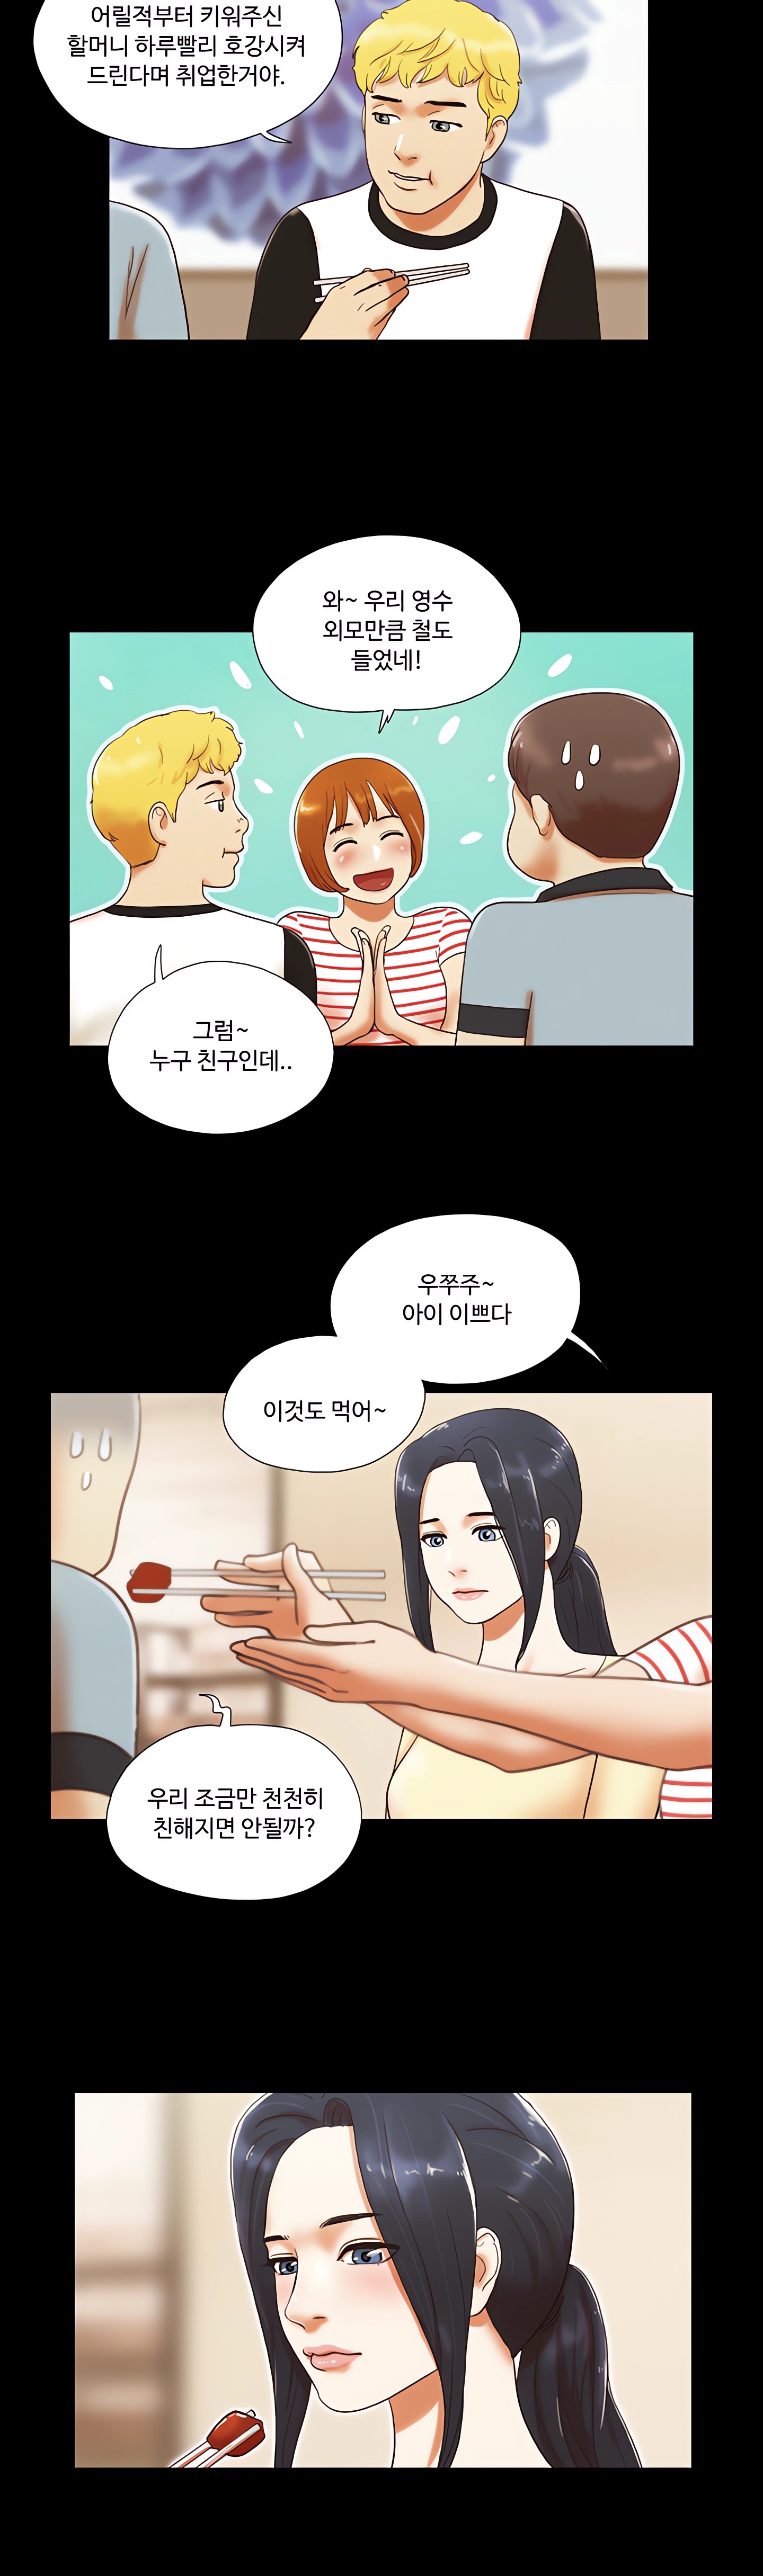 어릴적부터 키워주신
할머니 하루빨리 호강시켜
드린다며 취업한거야.
와~ 우리 영수
외모만큼 철도
들었네!
그럼~
누구 친구인데..
우쭈주~
아이 이쁘다
이것도 먹어~
우리 조금만 천천히
친해지면 안될까?